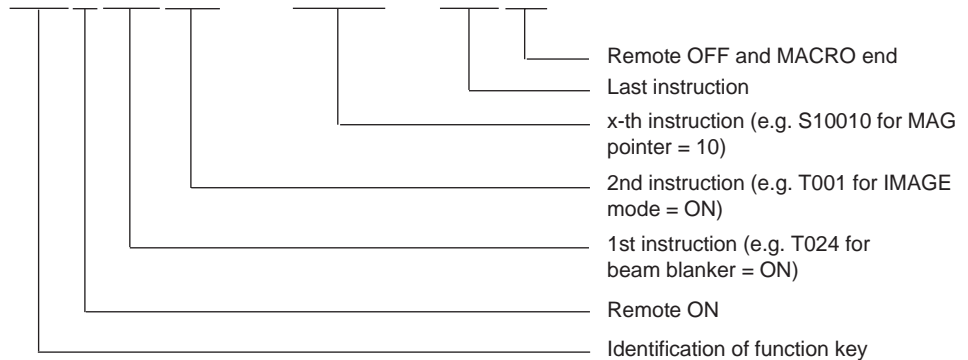 Remote OFF and MACRO end
Last instruction
x-th instruction (e.g. S10010 for MAG
pointer = 10)
2nd instruction (e.g. T001 for IMAGE
mode = ON)
1st instruction (e.g. T024 for
beam blanker = ON)
Remote ON
Identification of function key